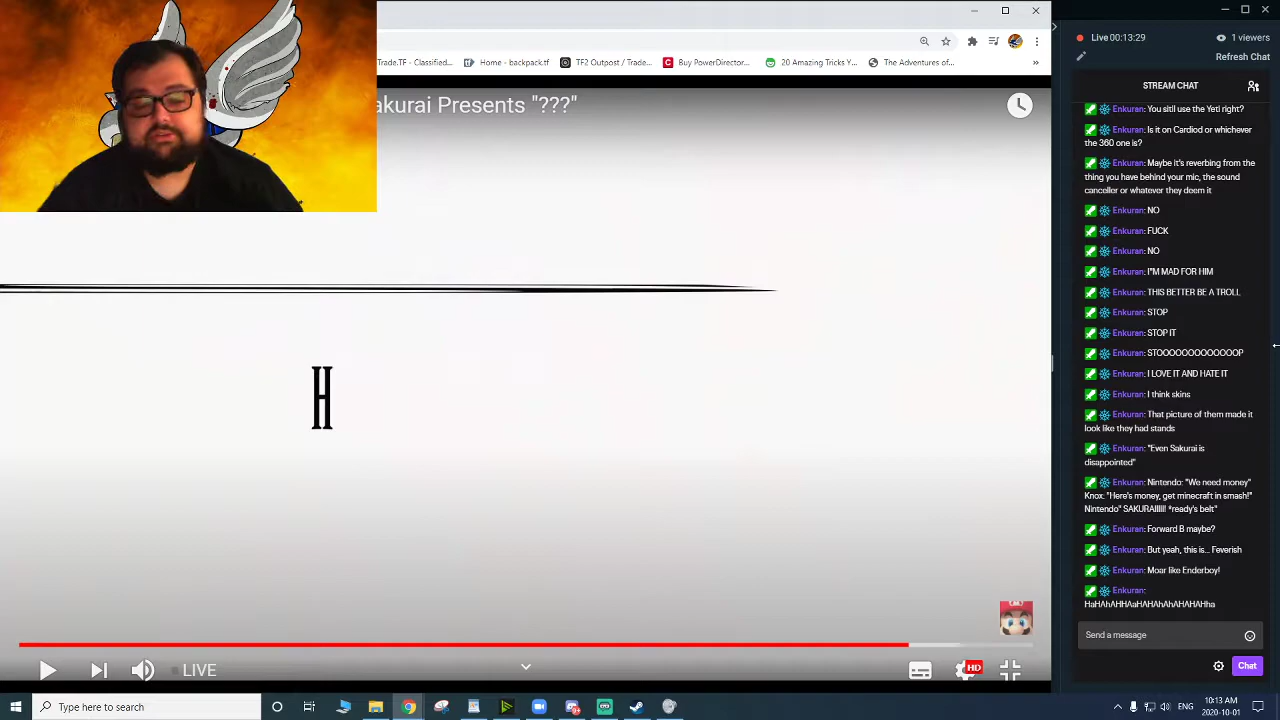 Live 00:13:29
1 viewers
Refresh Chat
Trade.TF - Classified...
Home - backpack.tf
TF2 Outpost / Trade...
Buy PowerDirector...
20 Amazing Tricks Y...
The Adventures of...
»
akurai Presents "???"
H
LIVE
HD
STREAM CHAT
Enkuran: You sitll use the Yeti right?
Enkuran: Is it on Cardiod or whichever
the 360 one is?
Enkuran: Maybe it's reverbing from the
thing you have behind your mic, the sound
canceller or whatever they deem it
Enkuran: NO
Enkuran: FUCK
Enkuran: NO
Enkuran: I"M MAD FOR HIM
Enkuran: THIS BETTER BE A TROLL
Enkuran: STOP
Enkuran: STOP IT
Enkuran: STOOOOOOOOOOOOP
Enkuran: I LOVE IT AND HATE IT
Enkuran: I think skins
Enkuran: That picture of them made it
look like they had stands
Enkuran: "Even Sakurai is
disappointed"
Enkuran: Nintendo: "We need money"
Knox: "Here's money, get minecraft in smash!"
Nintendo" SAKURAIIIII! *ready's belt"
Enkuran: Forward B maybe?
Enkuran: But yeah, this is... Feverish
Enkuran: Moar like Enderboy!
Enkuran:
HaHAhAHHAaHAHAhAhAHAHAHha
Send a message
Chat
Type here to search
10:13 AM
2020-10-01